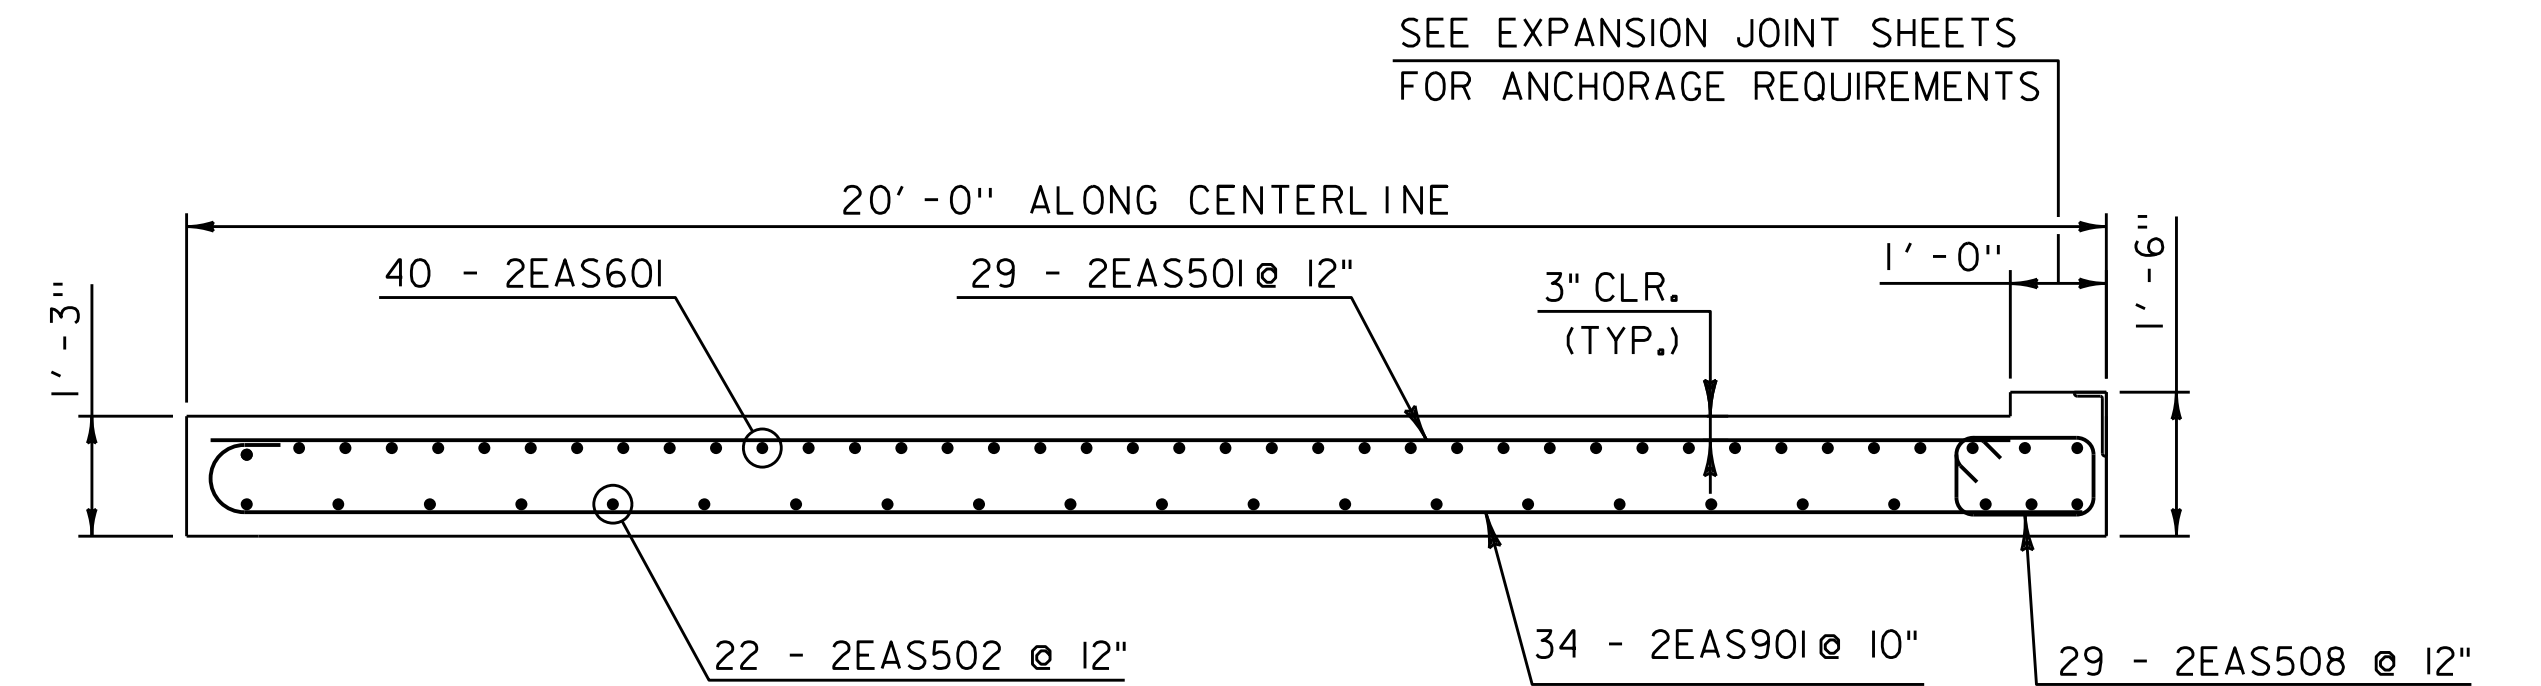 SEE EXPANSION JOINT SHEETS
FOR ANCHORAGE REQUIREMENTS
20'-0" ALONG CENTERLINE
1'-0"
1'-6"
40 - 2EAS601
29 - 2EAS501 @ 12"
3" CLR.
(TYP.)
1'-3"
22 - 2EAS502 @ 12"
34 - 2EAS901 @ 10"
29 - 2EAS508 @ 12"